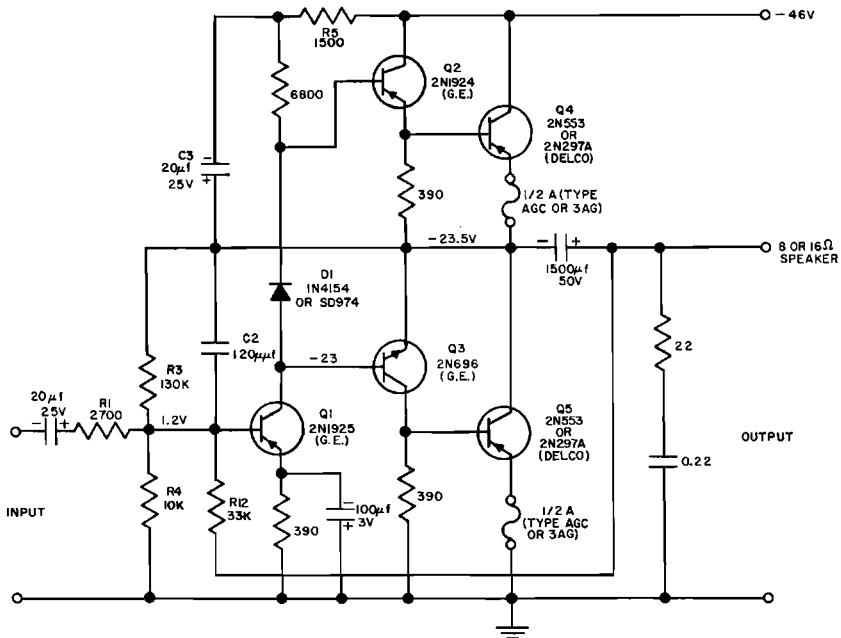 -46V
R5
1500
6800
Q2
2N1924
(G.E.)
Q4
2N553
OR
2N297A
(DELCO)
C3
20μf
25V
390
1/2 A (TYPE
AGC OR 3AG)
-23.5V
1500μf
50V
8 OR 16Ω
SPEAKER
D1
1N4154
OR SD974
C2
120μμf
-23
Q3
2N696
(G.E.)
22
R3
130K
20μf
25V
R1
2700
1.2V
Q1
2N1925
(G.E.)
Q5
2N553
OR
2N297A
(DELCO)
OUTPUT
0.22
INPUT
R4
10K
R12
33K
390
100μf
3V
390
1/2 A
(TYPE AGC
OR 3AG)